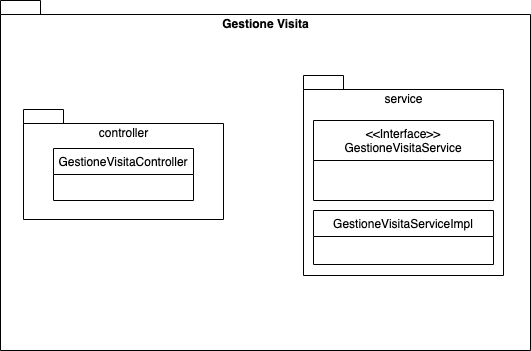 Gestione Visita
controller
GestioneVisitaController
service
<<Interface>>
GestioneVisitaService
GestioneVisitaServiceImpl